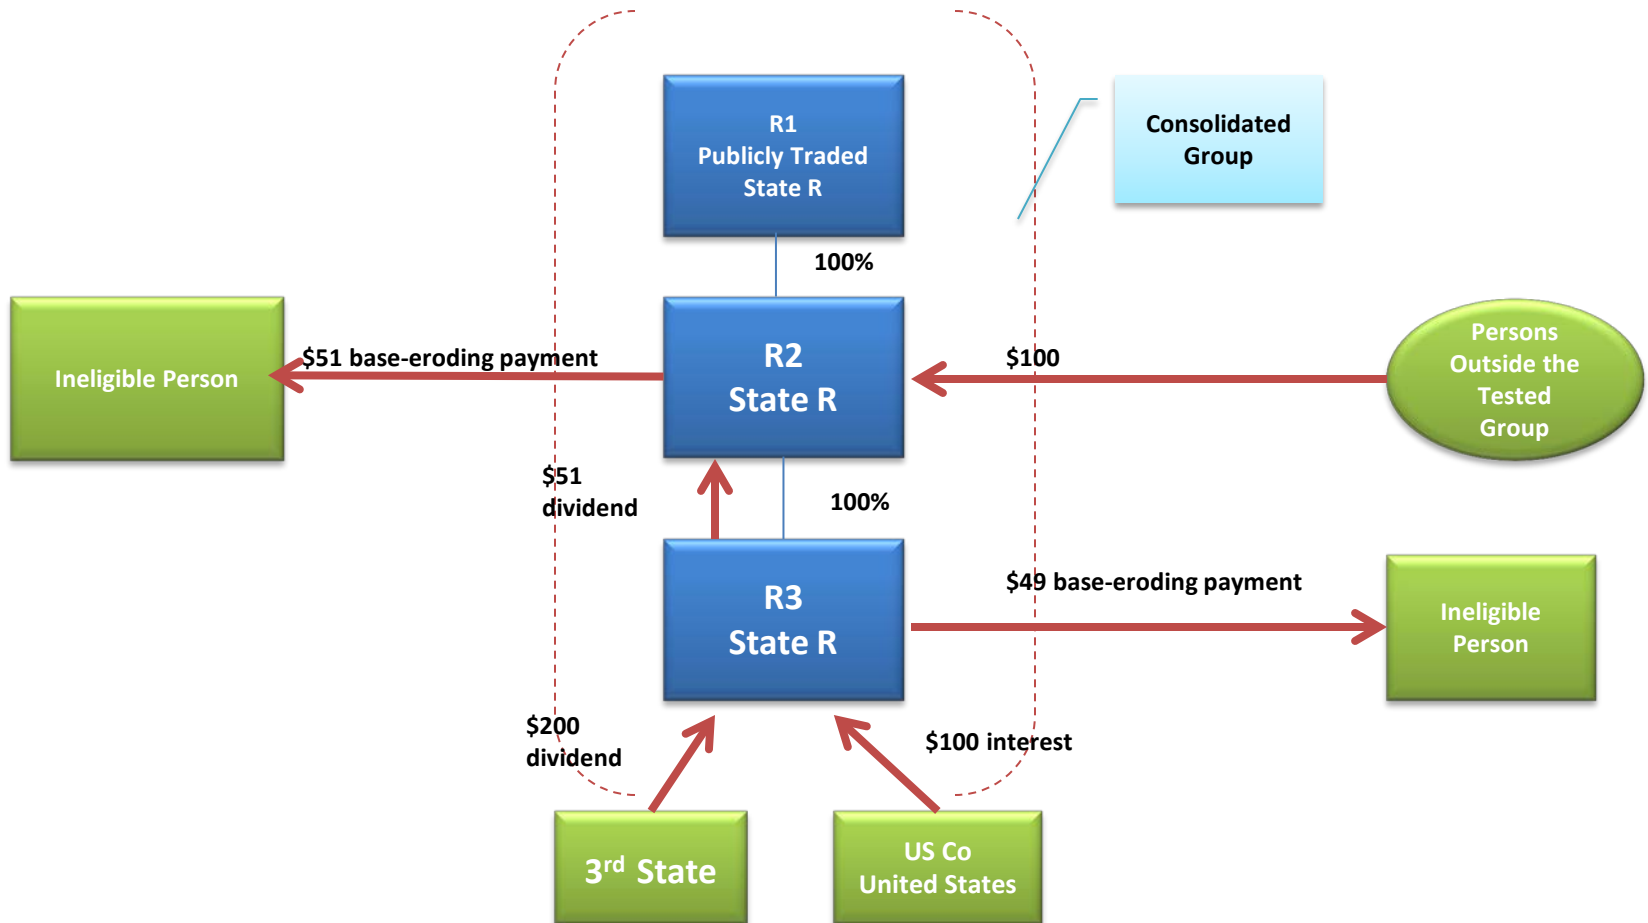 R1
Publicly Traded
State R
Consolidated
Group
100%
Ineligible Person
$51 base-eroding payment
R2
State R
$100
Persons
Outside the
Tested
Group
$51
dividend
100%
R3
State R
$49 base-eroding payment
Ineligible
Person
$200
dividend
$100 interest
3rd State
US Co
United States